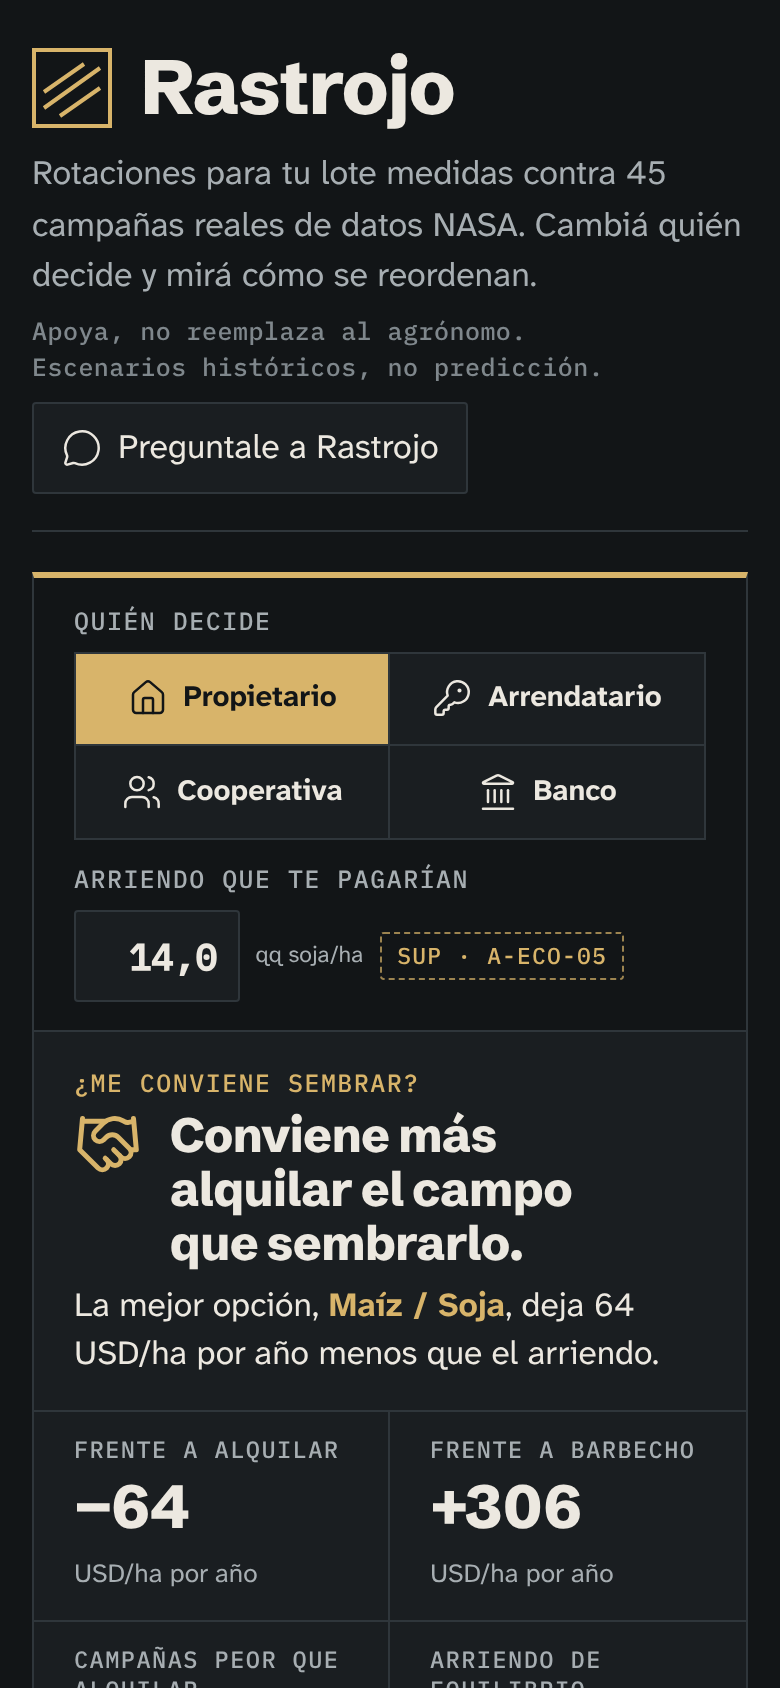 Rastrojo
Rotaciones para tu lote medidas contra 45
campañas reales de datos NASA. Cambiá quién
decide y mirá cómo se reordenan.
Apoya, no reemplaza al agrónomo.
Escenarios históricos, no predicción.
Preguntale a Rastrojo
QUIÉN DECIDE
Propietario
Arrendatario
Cooperativa
Banco
ARRIENDO QUE TE PAGARÍAN
14,0 qq soja/ha SUP · A-ECO-05
¿ME CONVIENE SEMBRAR?
Conviene más
alquilar el campo
que sembrarlo.
La mejor opción, Maíz / Soja, deja 64
USD/ha por año menos que el arriendo.
FRENTE A ALQUILAR
−64
USD/ha por año
FRENTE A BARBECHO
+306
USD/ha por año
CAMPAÑAS PEOR QUE
ALQUILAR
ARRIENDO DE
EQUILIBRIO